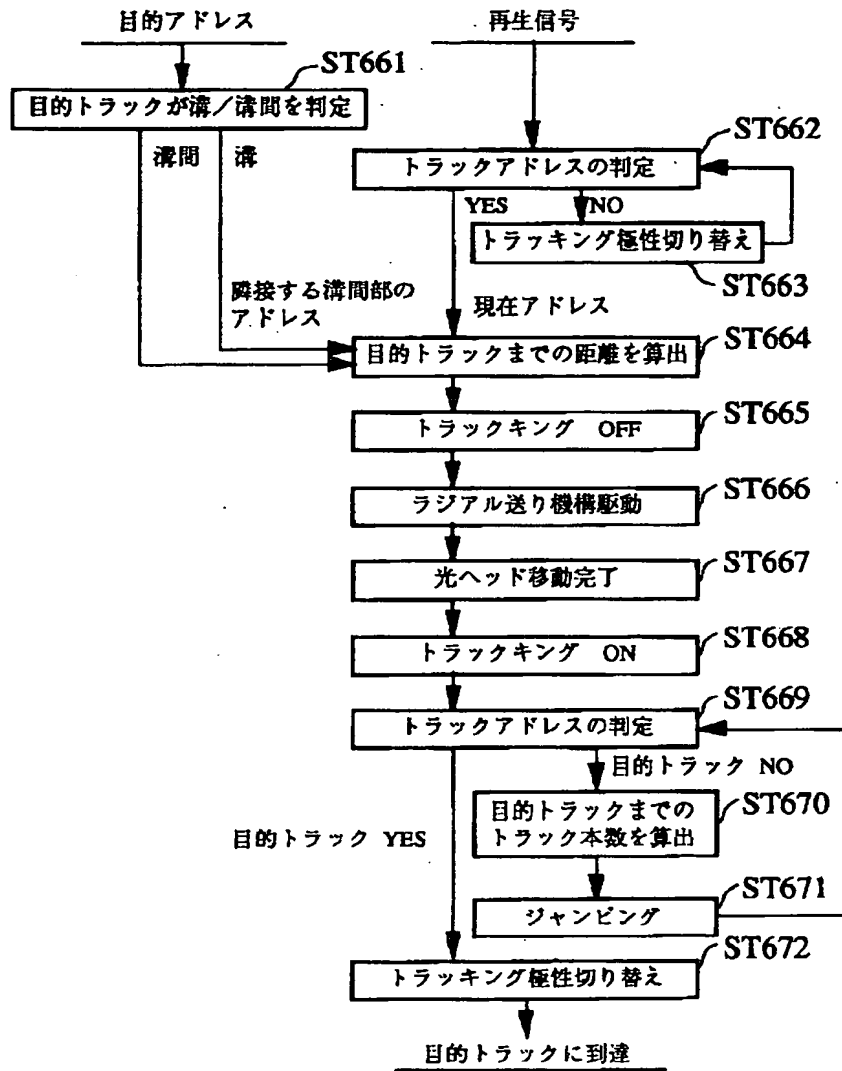 目的アドレス
再生信号
ST661
目的トラックが溝／溝間を判定
溝間
溝
ST662
トラックアドレスの判定
YES
NO
トラッキング極性切り替え
ST663
隣接する溝間部の
アドレス
現在アドレス
ST664
目的トラックまでの距離を算出
ST665
トラックキング OFF
ST666
ラジアル送り機構駆動
ST667
光ヘッド移動完了
ST668
トラックキング ON
ST669
トラックアドレスの判定
目的トラック NO
ST670
目的トラックまでの
トラック本数を算出
目的トラック YES
ST671
ジャンピング
ST672
トラッキング極性切り替え
目的トラックに到達